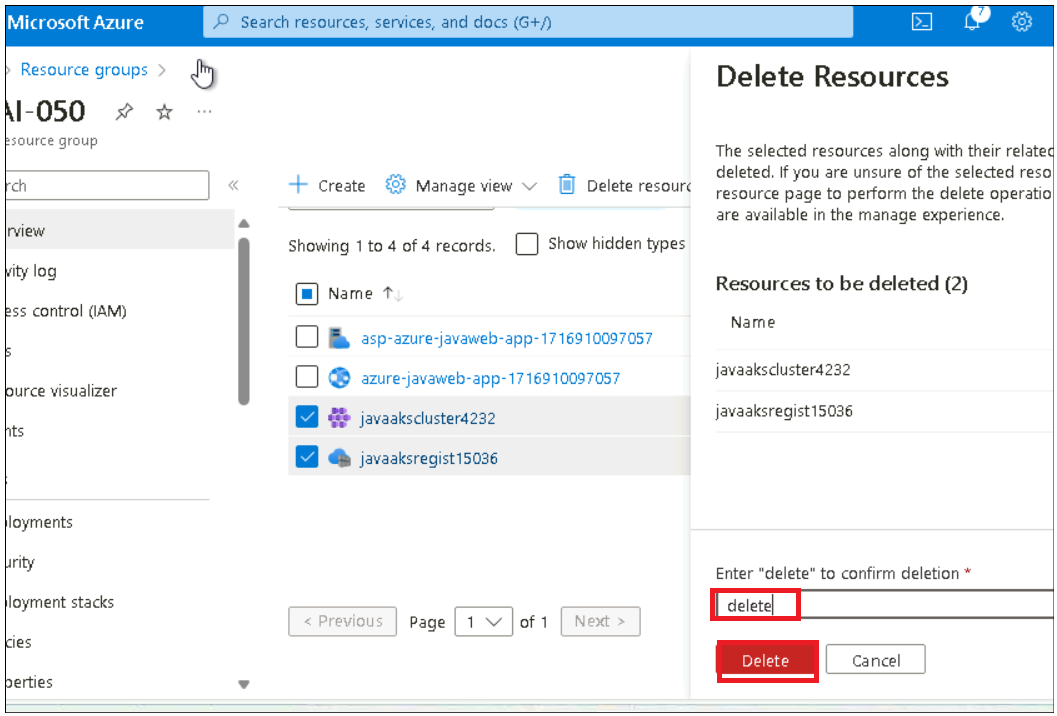 Microsoft Azure
Search resources, services, and docs (G+/)
7
Resource groups
AI-050
esource group
rch
Create
Manage view
Delete resourc
rview
Showing 1 to 4 of 4 records.
Show hidden types
vity log
Name
ess control (IAM)
asp-azure-javaweb-app-1716910097057
s
azure-javaweb-app-1716910097057
ource visualizer
javaakscluster4232
nts
javaaksregist15036
loyments
urity
loyment stacks
< Previous
Page
1
of 1
Next >
cies
perties
Delete Resources
The selected resources along with their related
deleted. If you are unsure of the selected reso
resource page to perform the delete operatio
are available in the manage experience.
Resources to be deleted (2)
Name
javaakscluster4232
javaaksregist15036
Enter "delete" to confirm deletion *
delete
Delete
Cancel